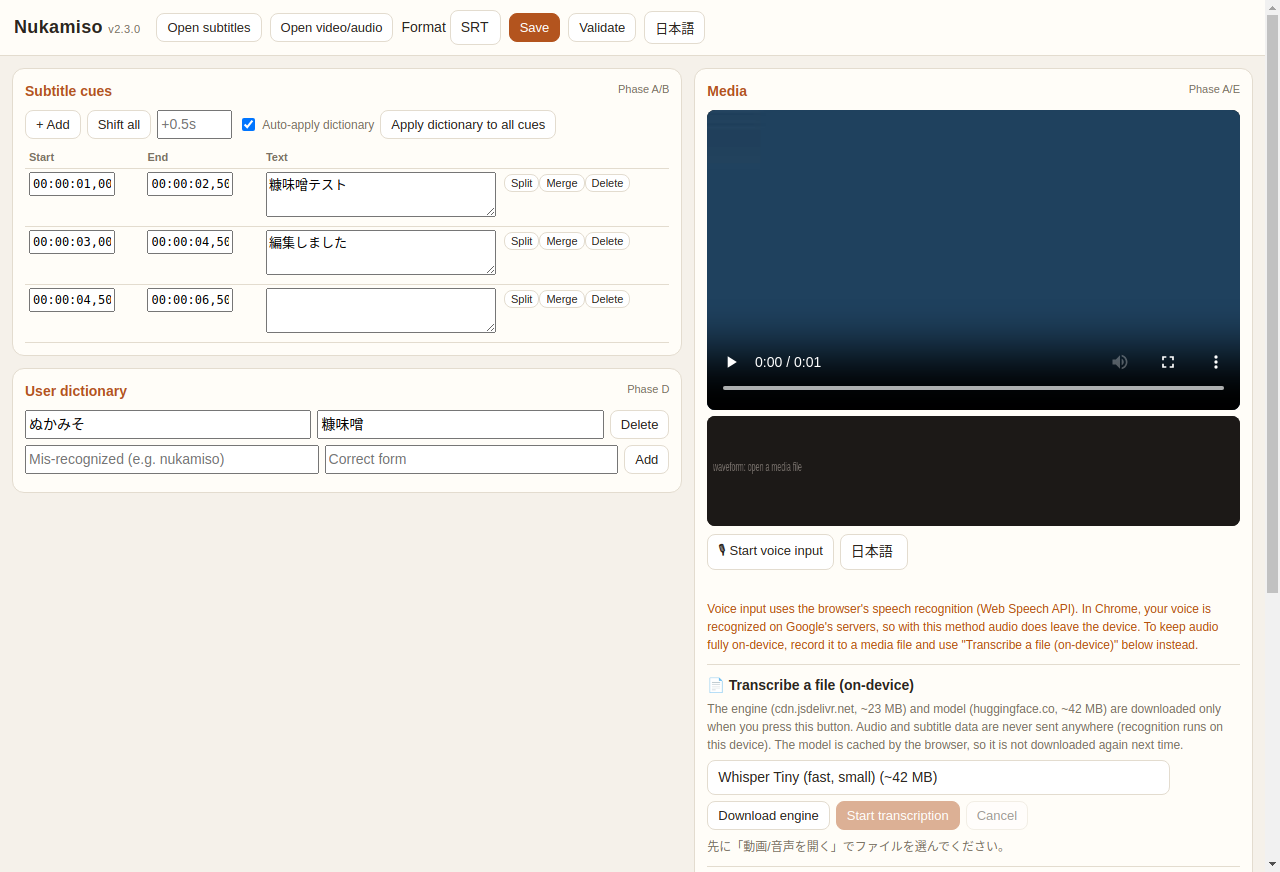 Nukamiso v2.3.0 Open subtitles Open video/audio Format SRT Save Validate 日本語
Subtitle cues Phase A/B
+ Add Shift all +0.5s Auto-apply dictionary Apply dictionary to all cues
Start End Text
00:00:01,00 00:00:02,50 糠味噌テスト Split Merge Delete
00:00:03,00 00:00:04,50 編集しました Split Merge Delete
00:00:04,50 00:00:06,50 Split Merge Delete
User dictionary Phase D
ぬかみそ 糠味噌 Delete
Mis-recognized (e.g. nukamiso) Correct form Add
Media Phase A/E
0:00 / 0:01
waveform: open a media file
🎙 Start voice input 日本語
Voice input uses the browser's speech recognition (Web Speech API). In Chrome, your voice is
recognized on Google's servers, so with this method audio does leave the device. To keep audio
fully on-device, record it to a media file and use "Transcribe a file (on-device)" below instead.
📄 Transcribe a file (on-device)
The engine (cdn.jsdelivr.net, ~23 MB) and model (huggingface.co, ~42 MB) are downloaded only
when you press this button. Audio and subtitle data are never sent anywhere (recognition runs on
this device). The model is cached by the browser, so it is not downloaded again next time.
Whisper Tiny (fast, small) (~42 MB)
Download engine Start transcription Cancel
先に「動画/音声を開く」でファイルを選んでください。